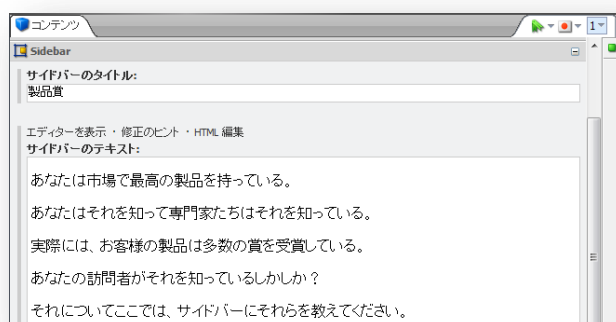 コンテンツ
1
Sidebar
サイドバーのタイトル:
製品賞
エディターを表示 ・ 修正のヒント ・ HTML 編集
サイドバーのテキスト:
あなたは市場で最高の製品を持っている。
あなたはそれを知って専門家たちはそれを知っている。
実際には、お客様の製品は多数の賞を受賞している。
あなたの訪問者がそれを知っているしかしか？
それについてここでは、サイドバーにそれらを教えてください。